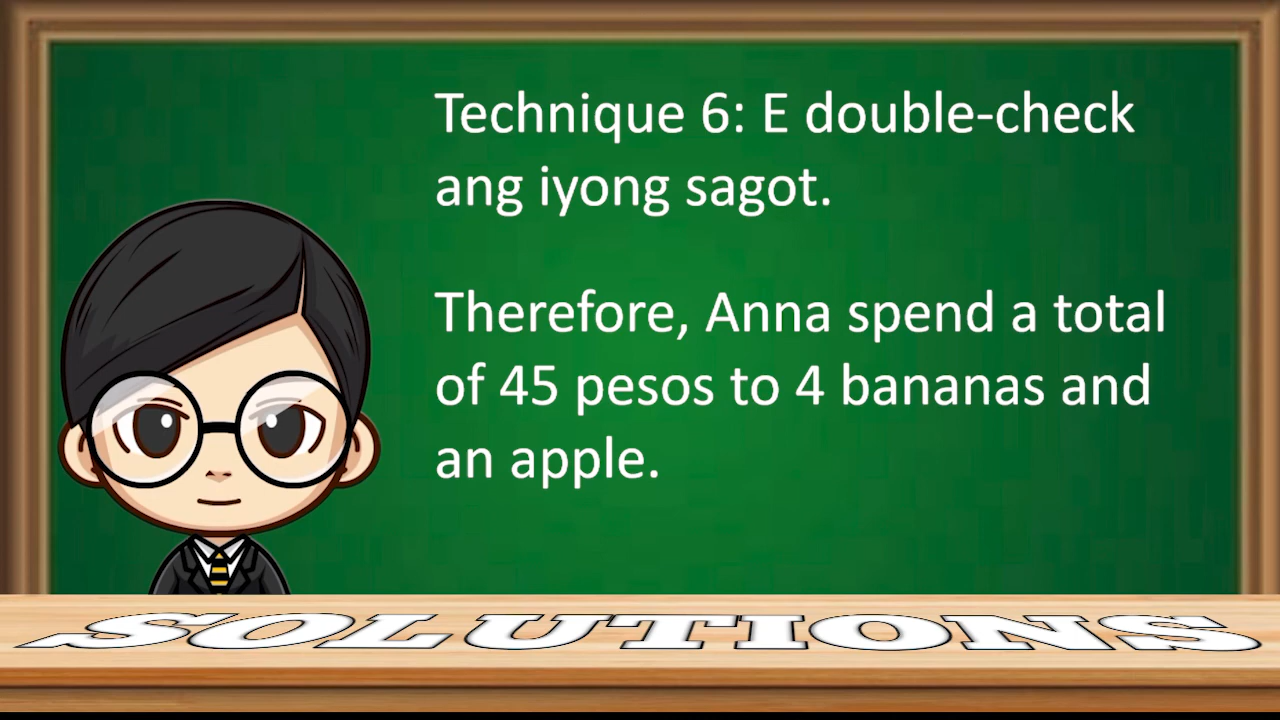 Technique 6: E double-check
ang iyong sagot.
Therefore, Anna spend a total
of 45 pesos to 4 bananas and
an apple.
SOLUTIONS